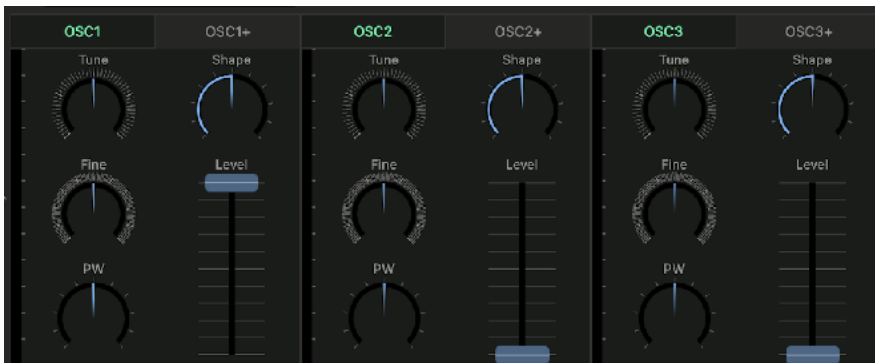 OSC1 OSC1+ OSC2 OSC2+ OSC3 OSC3+
Tune Shape Tune Shape Tune Shape
Fine Level Fine Level Fine Level
PW PW PW